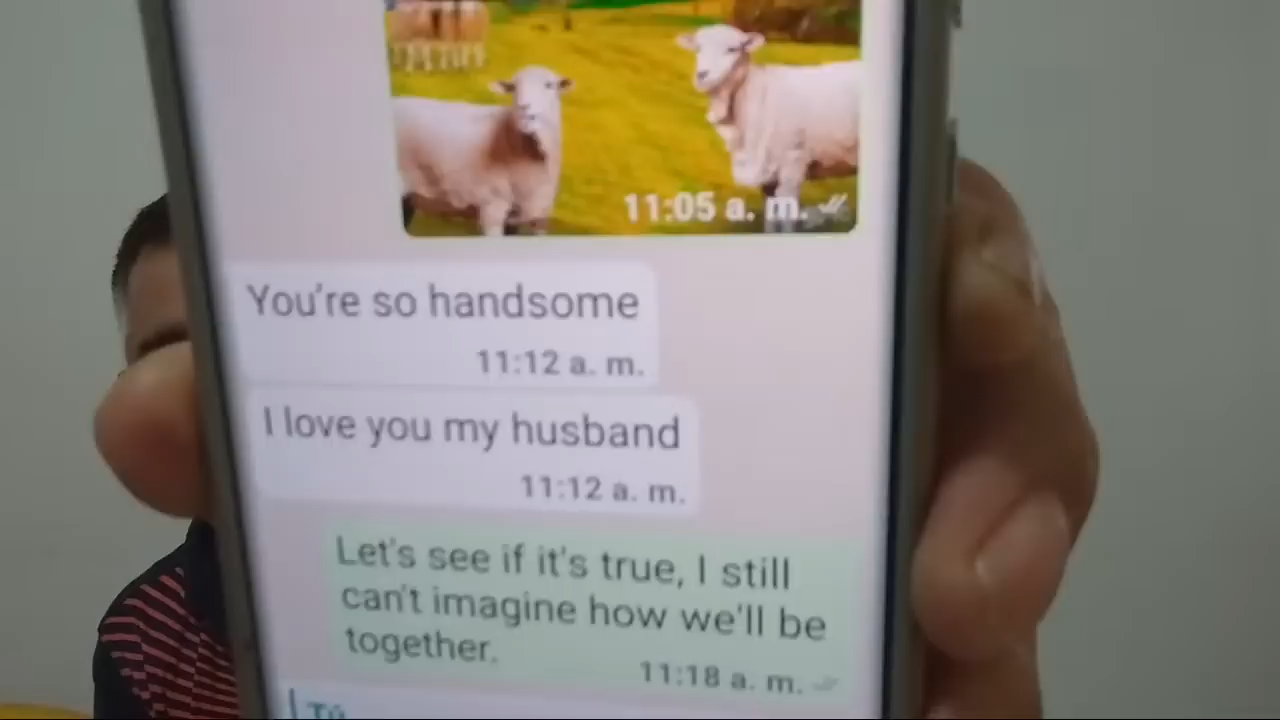 11:05 a. m.
You're so handsome
11:12 a. m.
I love you my husband
11:12 a. m.
Let's see if it's true, I still
can't imagine how we'll be
together.
11:18 a. m.
Tú